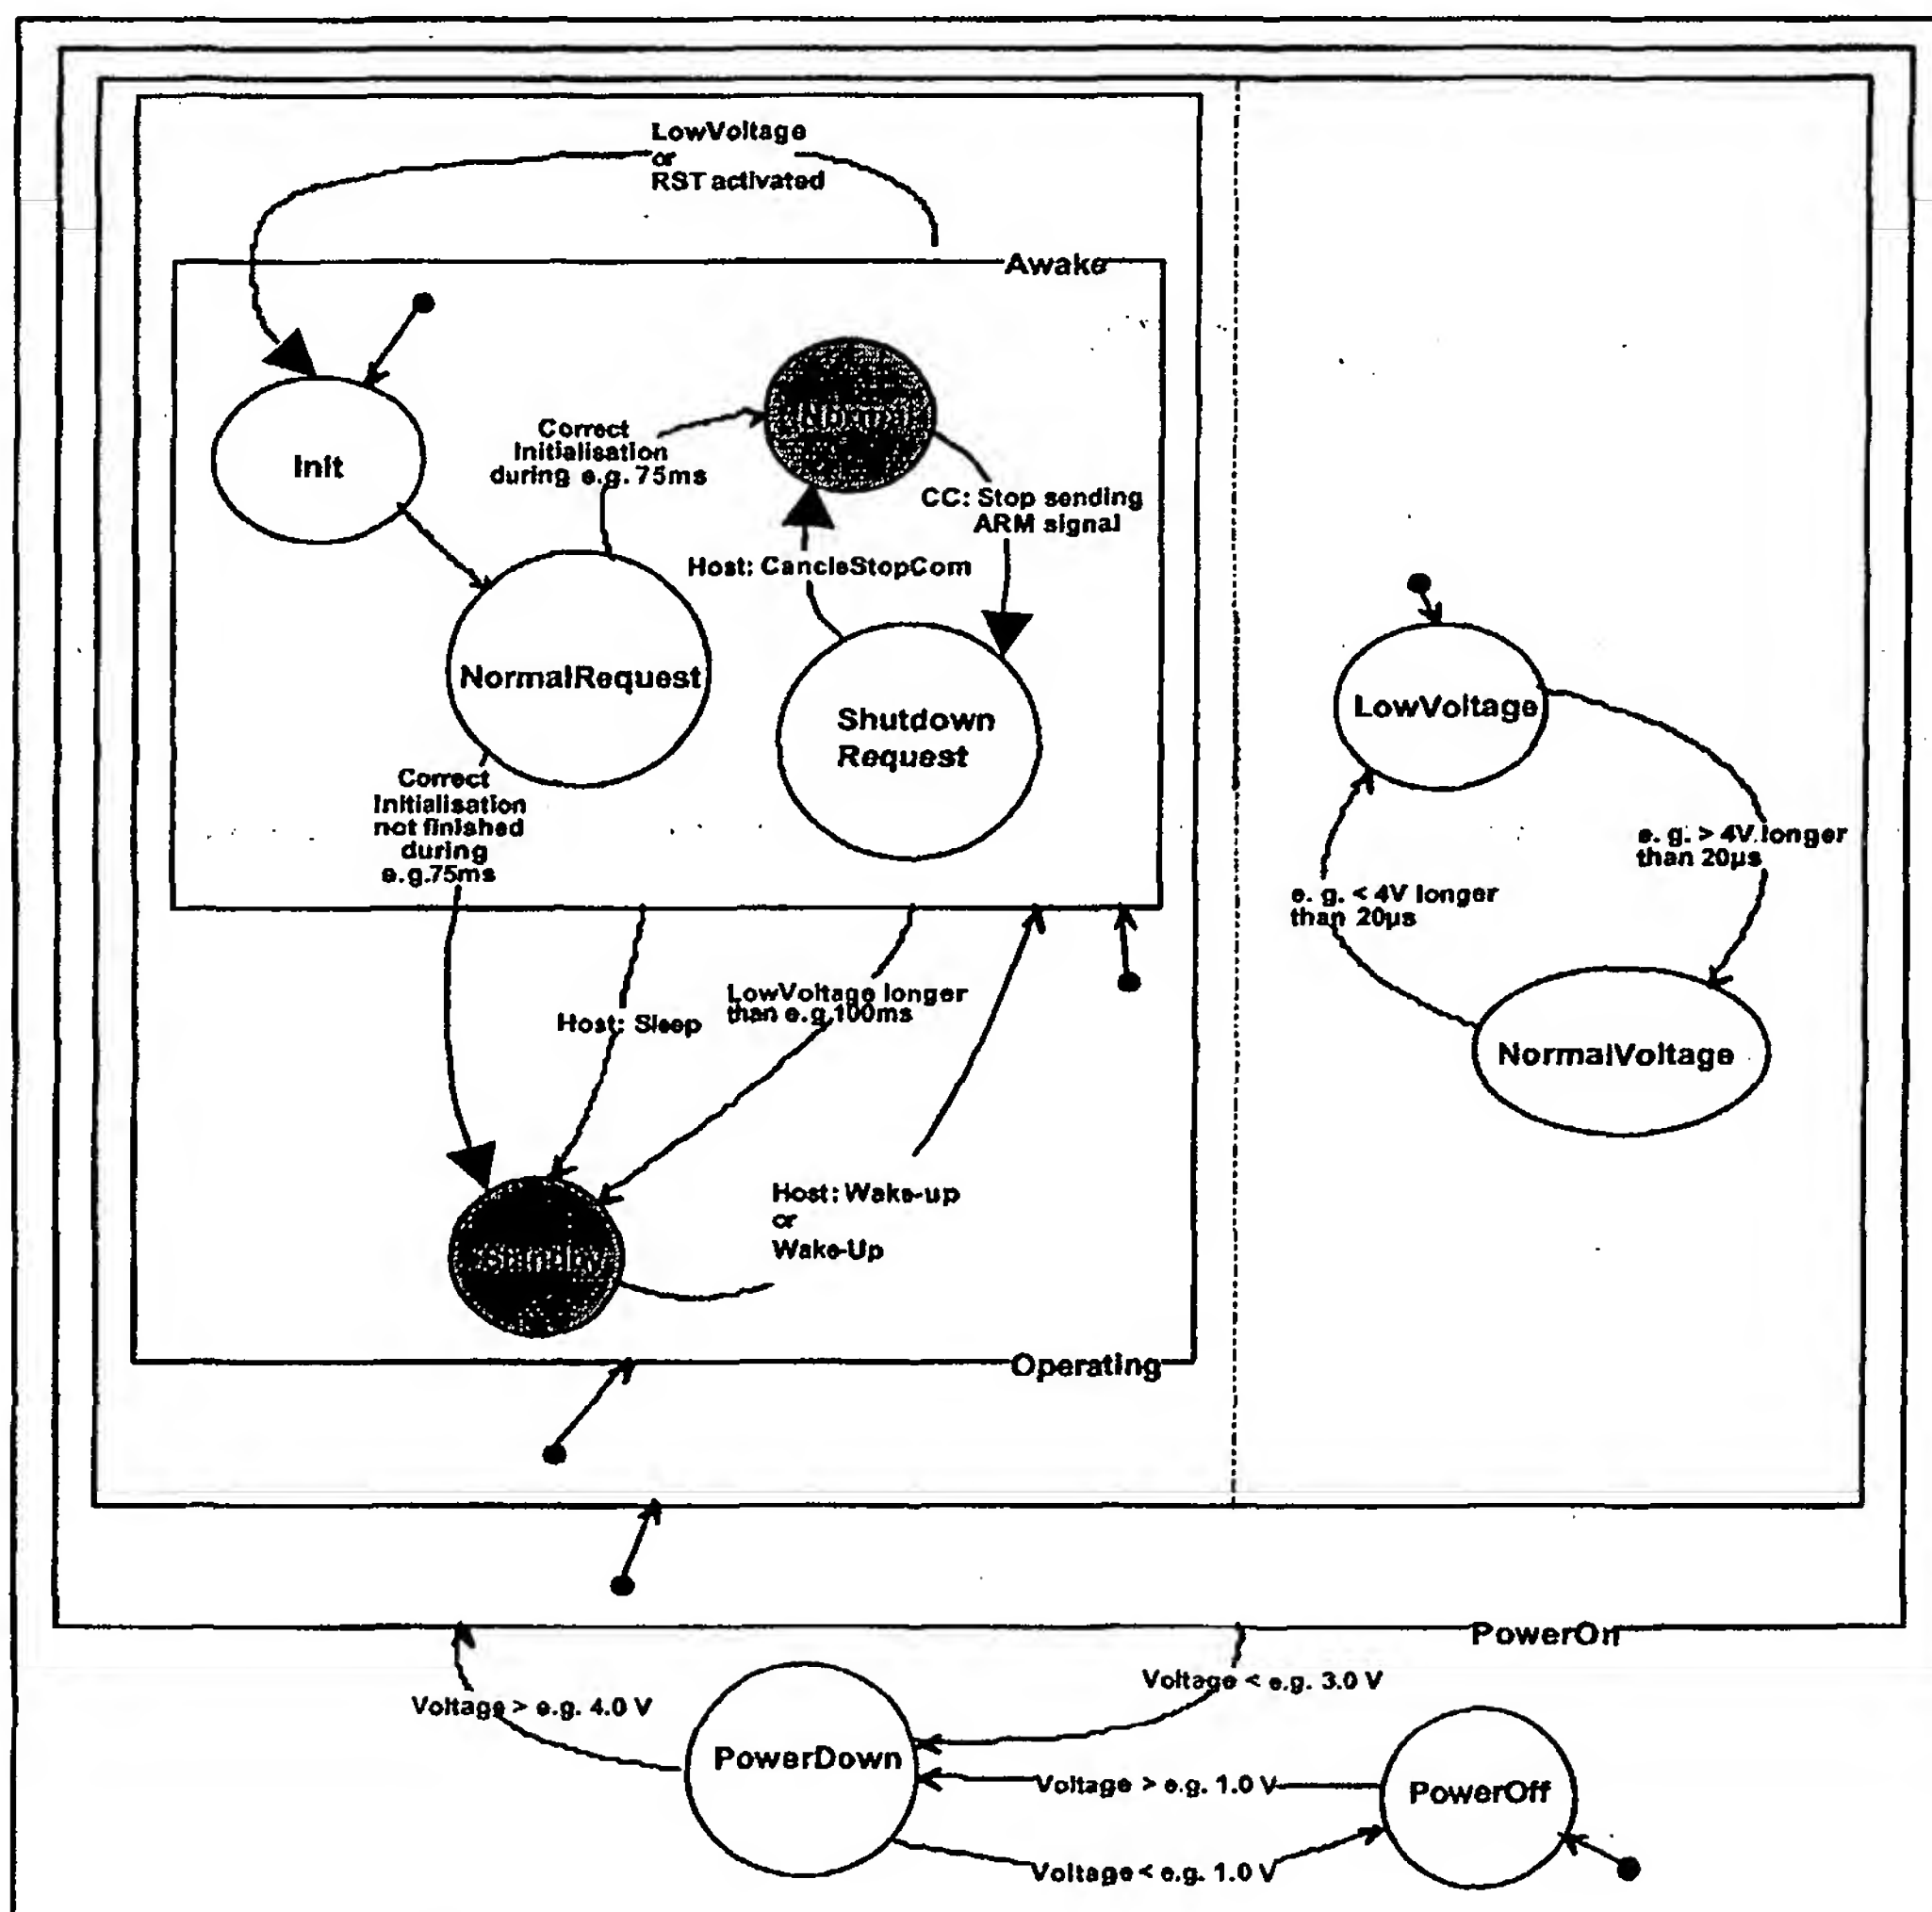 LowVoltage
or
RST activated
Awake
Init
Correct
Initialisation
during e.g. 75ms
Normal
CC: Stop sending
ARM signal
Host: CancleStopCom
NormalRequest
Shutdown
Request
Correct
Initialisation
not finished
during
e.g.75ms
LowVoltage
e. g. > 4V longer
than 20µs
e. g. < 4V longer
than 20µs
NormalVoltage
Host: Sleep
LowVoltage longer
than e.g.100ms
Host: Wake-up
or
Wake-Up
Standby
Operating
PowerOn
Voltage > e.g. 4.0 V
Voltage < e.g. 3.0 V
PowerDown
Voltage > e.g. 1.0 V
PowerOff
Voltage < e.g. 1.0 V